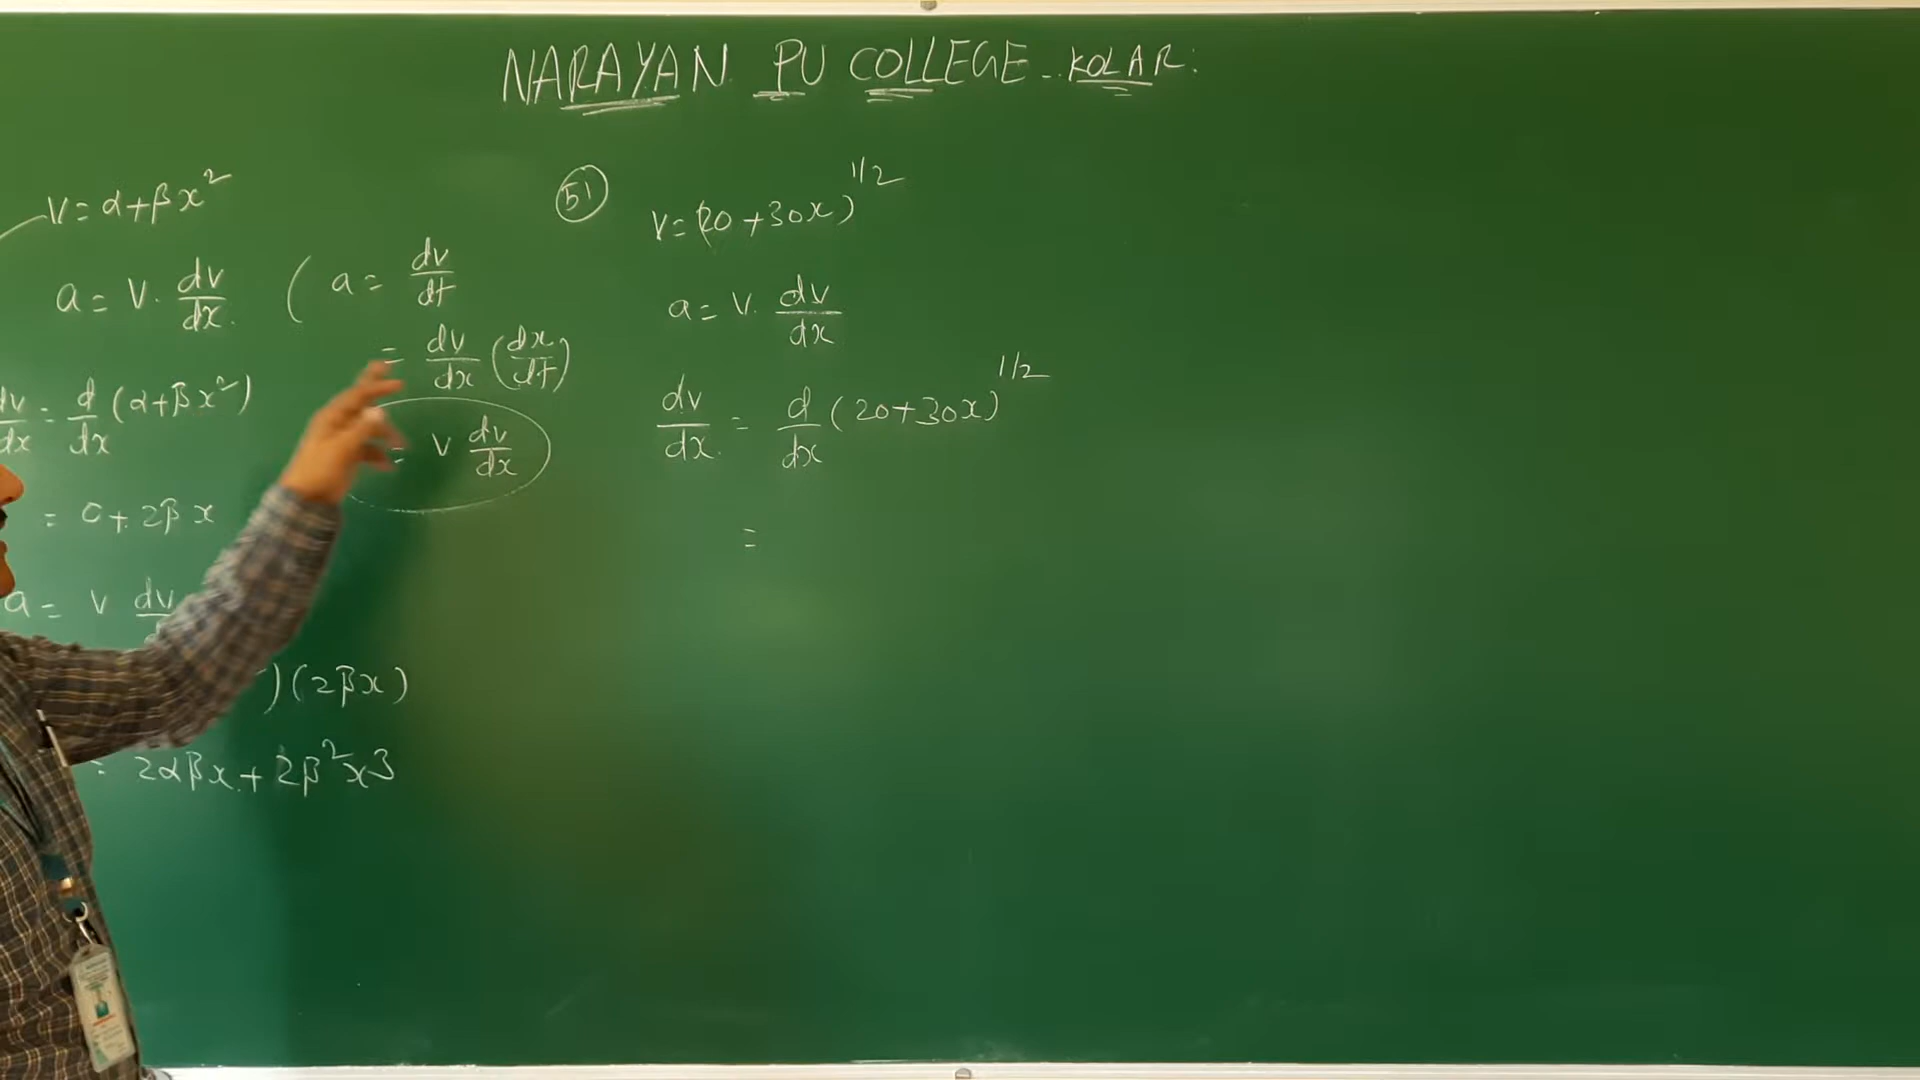 NARAYAN PU COLLEGE - KOLAR:
V = α + βx²
a = V. dv/dx
( a = dv/dt
= dv/dx (dx/dt)
= V dv/dx
dv/dx = d/dx (α + βx²)
= 0 + 2βx
a = V dv
) (2βx)
= 2αβx + 2β²x3
51
V = (20 + 30x)^1/2
a = V. dv/dx
dv/dx = d/dx (20 + 30x)^1/2
=